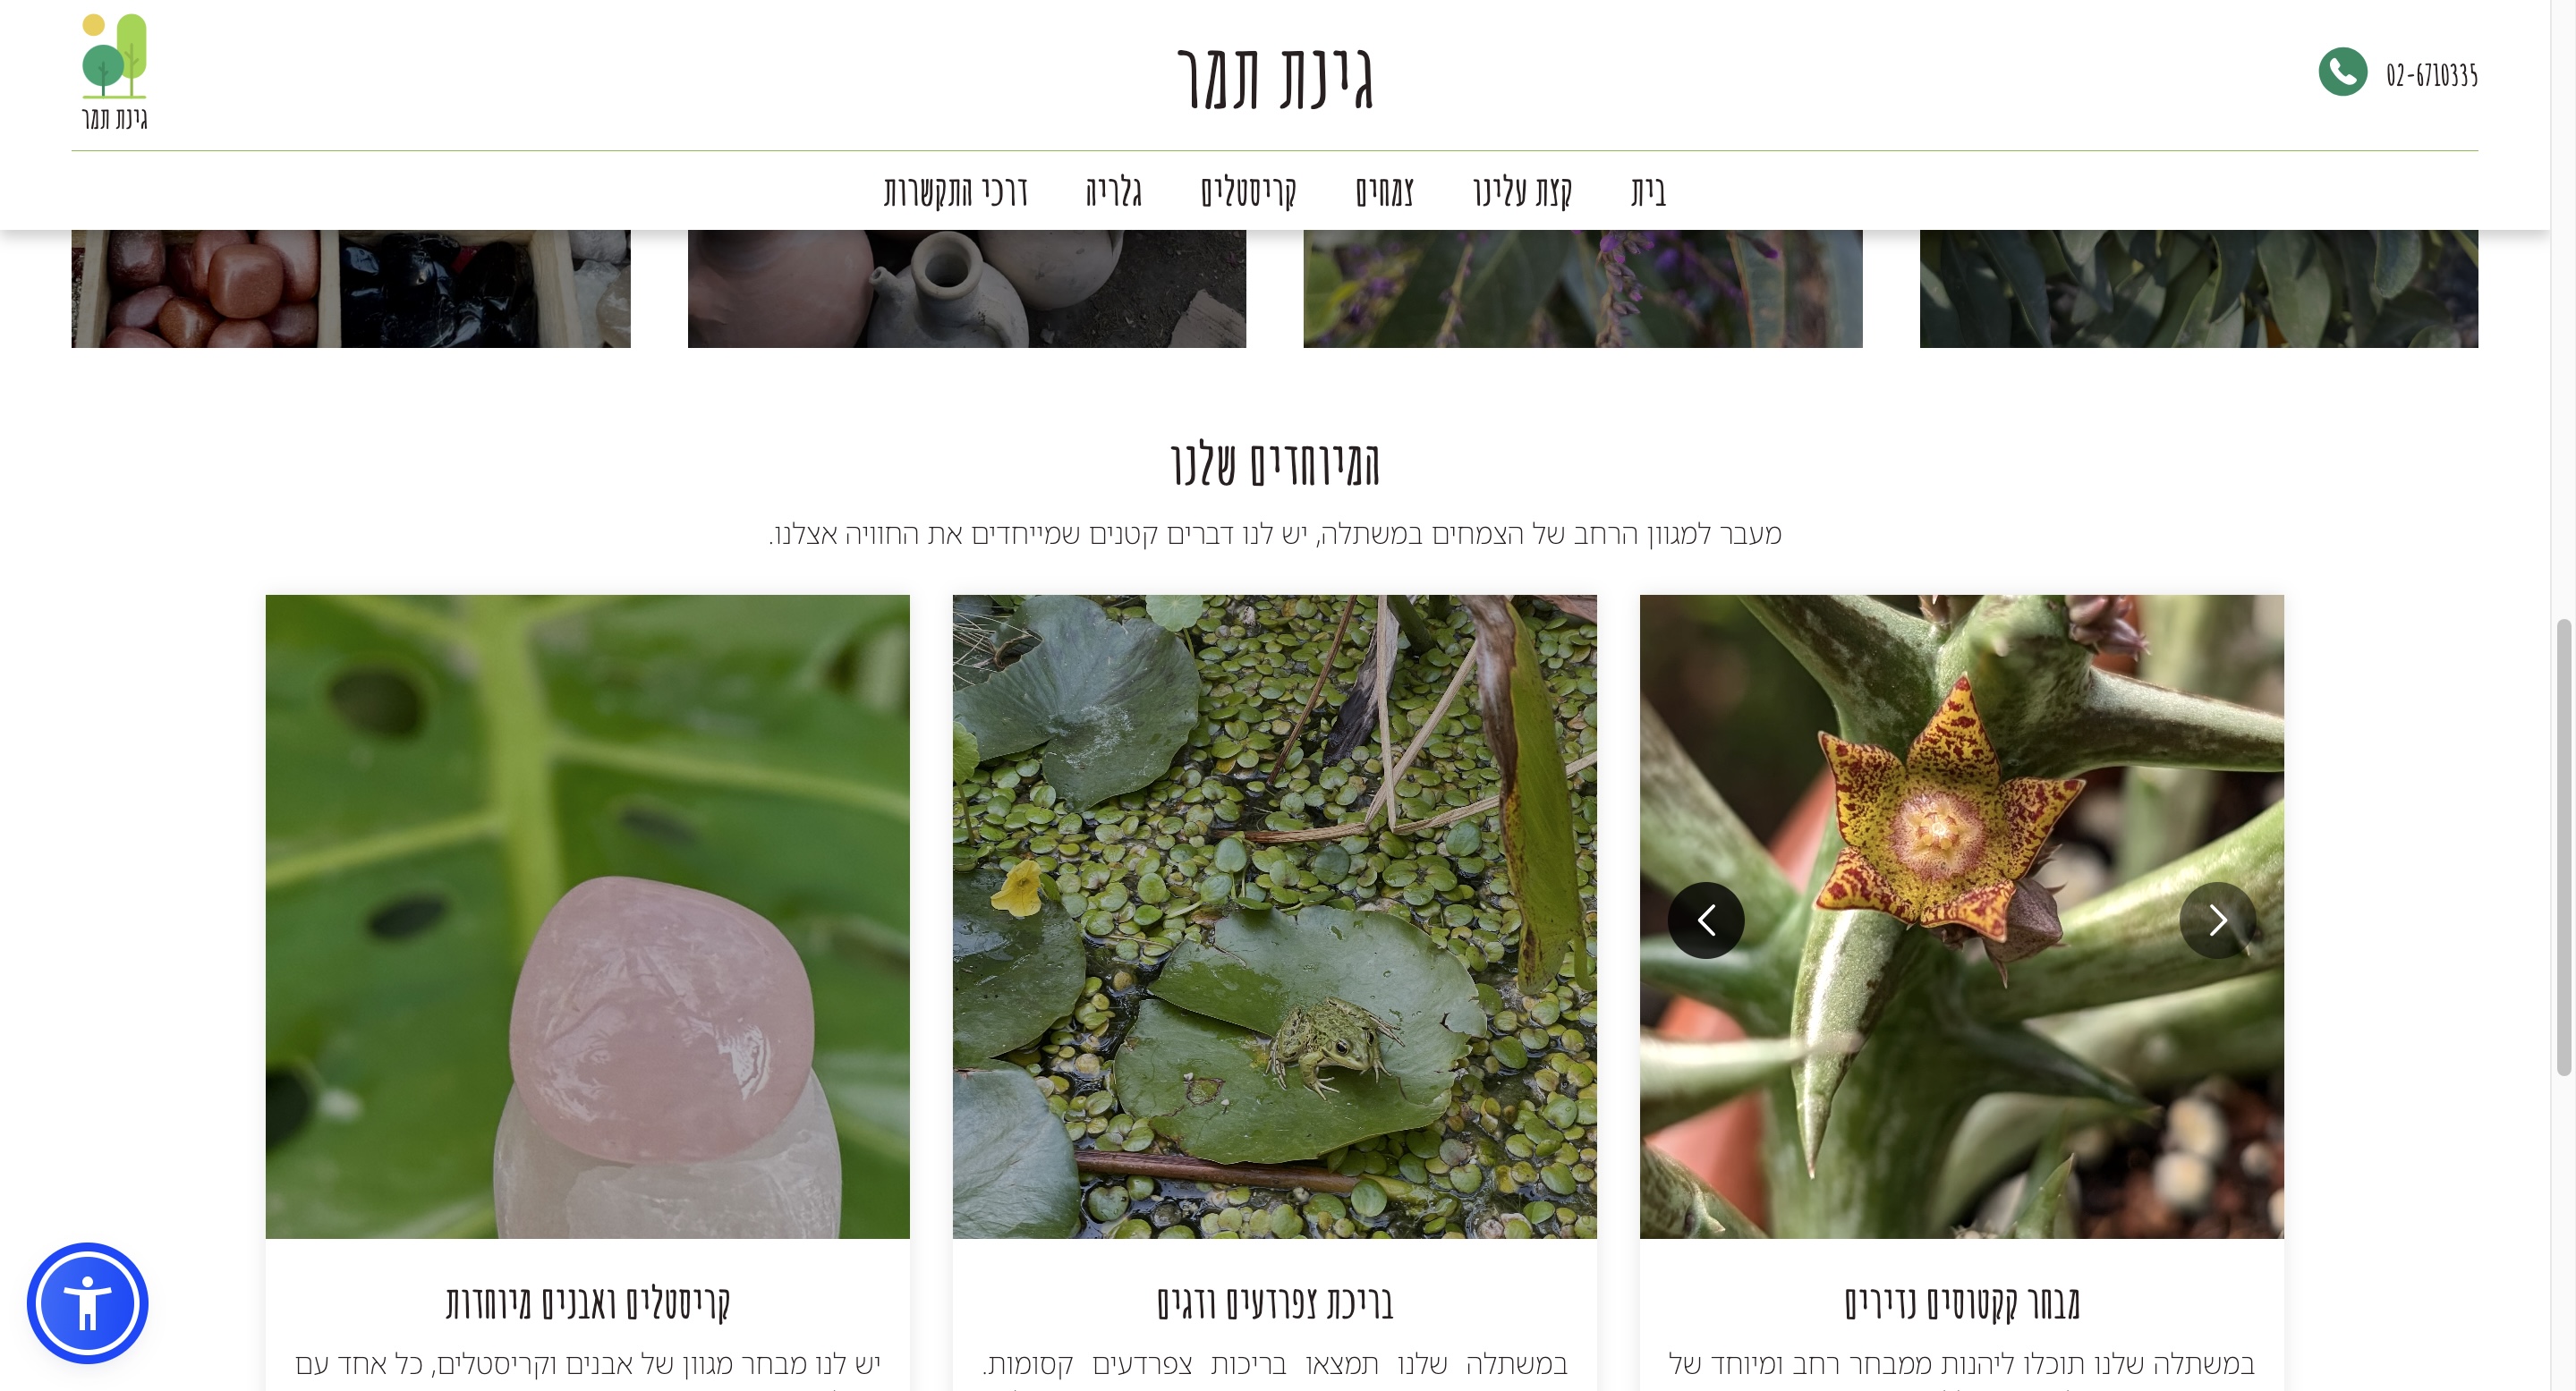 02-6710335
גינת תמר
גינת תמר
בית
קצת עלינו
צמחים
קריסטלים
גלריה
דרכי התקשרות
המיוחדים שלנו
מעבר למגוון הרחב של הצמחים במשתלה, יש לנו דברים קטנים שמייחדים את החוויה אצלנו.
מבחר קקטוסים נדירים
במשתלה שלנו תוכלו ליהנות ממבחר רחב ומיוחד של
בריכת צפרדעים ודגים
במשתלה שלנו תמצאו בריכות צפרדעים קסומות.
קריסטלים ואבנים מיוחדות
יש לנו מבחר מגוון של אבנים וקריסטלים, כל אחד עם